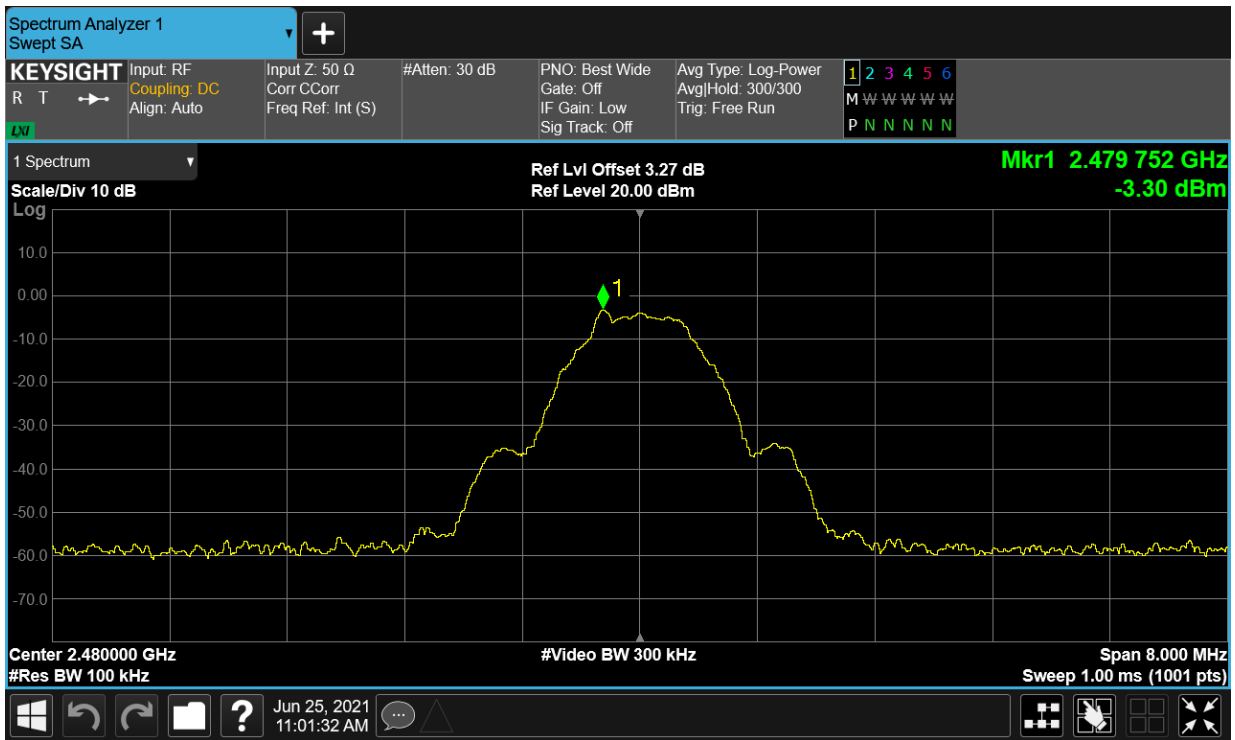 Spectrum Analyzer 1
Swept SA
▼
+
KEYSIGHT
R T
LXI
Input: RF
Coupling: DC
Align: Auto
Input Z: 50 Ω
Corr CCorr
Freq Ref: Int (S)
#Atten: 30 dB
PNO: Best Wide
Gate: Off
IF Gain: Low
Sig Track: Off
Avg Type: Log-Power
Avg|Hold: 300/300
Trig: Free Run
1 2 3 4 5 6
M W W W W W
P N N N N N
1 Spectrum
▼
Scale/Div 10 dB
Ref Lvl Offset 3.27 dB
Ref Level 20.00 dBm
Mkr1 2.479 752 GHz
-3.30 dBm
Log
10.0
0.00
-10.0
-20.0
-30.0
-40.0
-50.0
-60.0
-70.0
1
Center 2.480000 GHz
#Res BW 100 kHz
#Video BW 300 kHz
Span 8.000 MHz
Sweep 1.00 ms (1001 pts)
?
Jun 25, 2021
11:01:32 AM